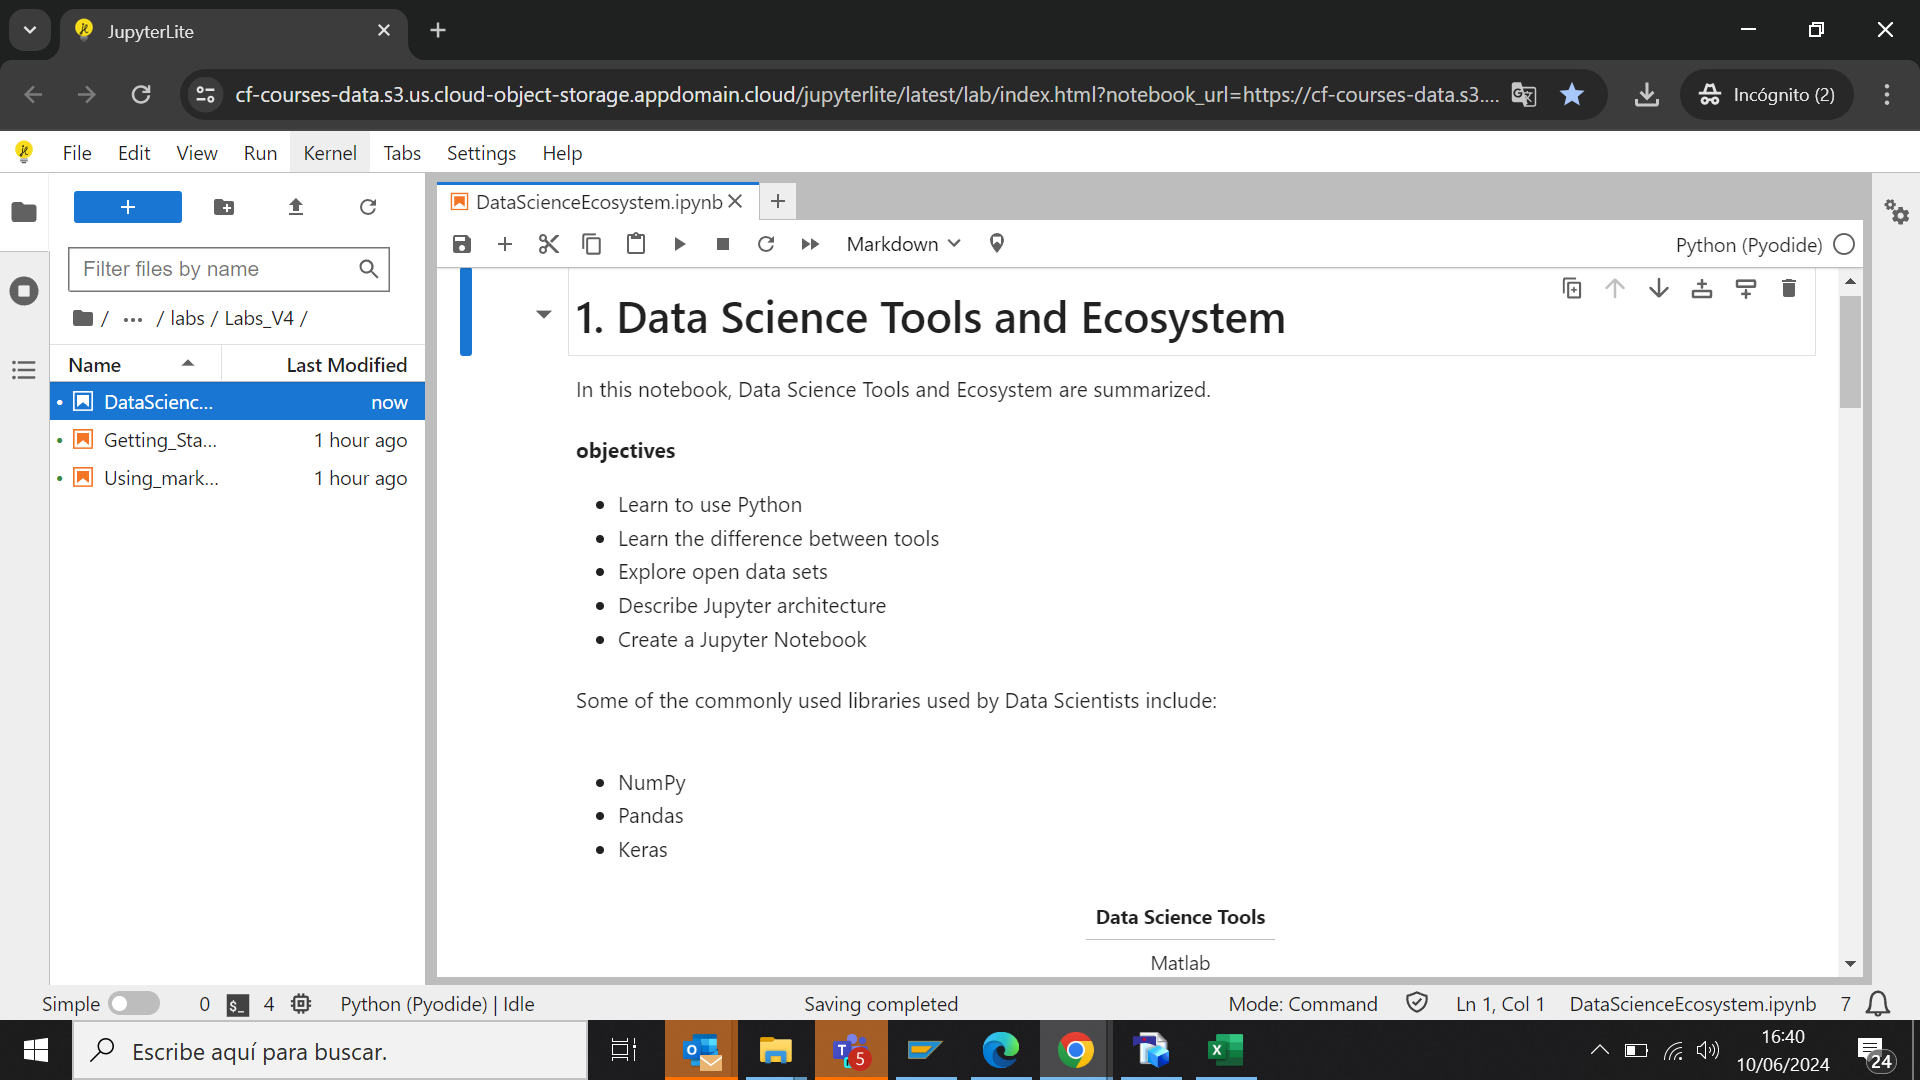 JupyterLite
cf-courses-data.s3.us.cloud-object-storage.appdomain.cloud/jupyterlite/latest/lab/index.html?notebook_url=https://cf-courses-data.s3....
Incógnito (2)
File Edit View Run Kernel Tabs Settings Help
DataScienceEcosystem.ipynb
Markdown
Python (Pyodide)
Filter files by name
/ ... / labs / Labs_V4 /
Name Last Modified
DataScienc... now
Getting_Sta... 1 hour ago
Using_mark... 1 hour ago
1. Data Science Tools and Ecosystem
In this notebook, Data Science Tools and Ecosystem are summarized.
objectives
Learn to use Python
Learn the difference between tools
Explore open data sets
Describe Jupyter architecture
Create a Jupyter Notebook
Some of the commonly used libraries used by Data Scientists include:
NumPy
Pandas
Keras
Data Science Tools
Matlab
Simple 0 $_ 4 Python (Pyodide) | Idle Saving completed Mode: Command Ln 1, Col 1 DataScienceEcosystem.ipynb 7
Escribe aquí para buscar.
5
16:40
10/06/2024
24